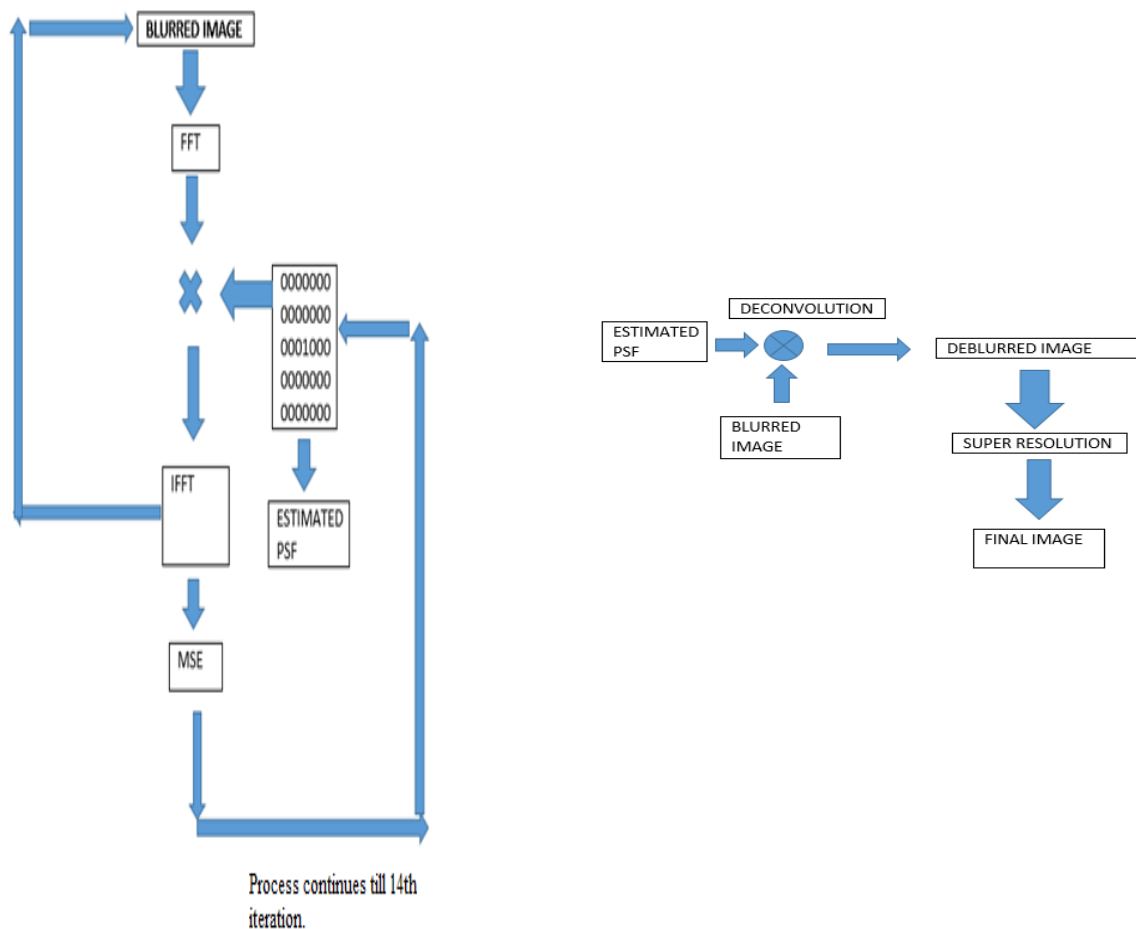 BLURRED IMAGE
FFT
0000000
0000000
0001000
0000000
0000000
IFFT
ESTIMATED
PSF
MSE
Process continues till 14th
iteration.
DECONVOLUTION
ESTIMATED
PSF
BLURRED
IMAGE
DEBLURRED IMAGE
SUPER RESOLUTION
FINAL IMAGE